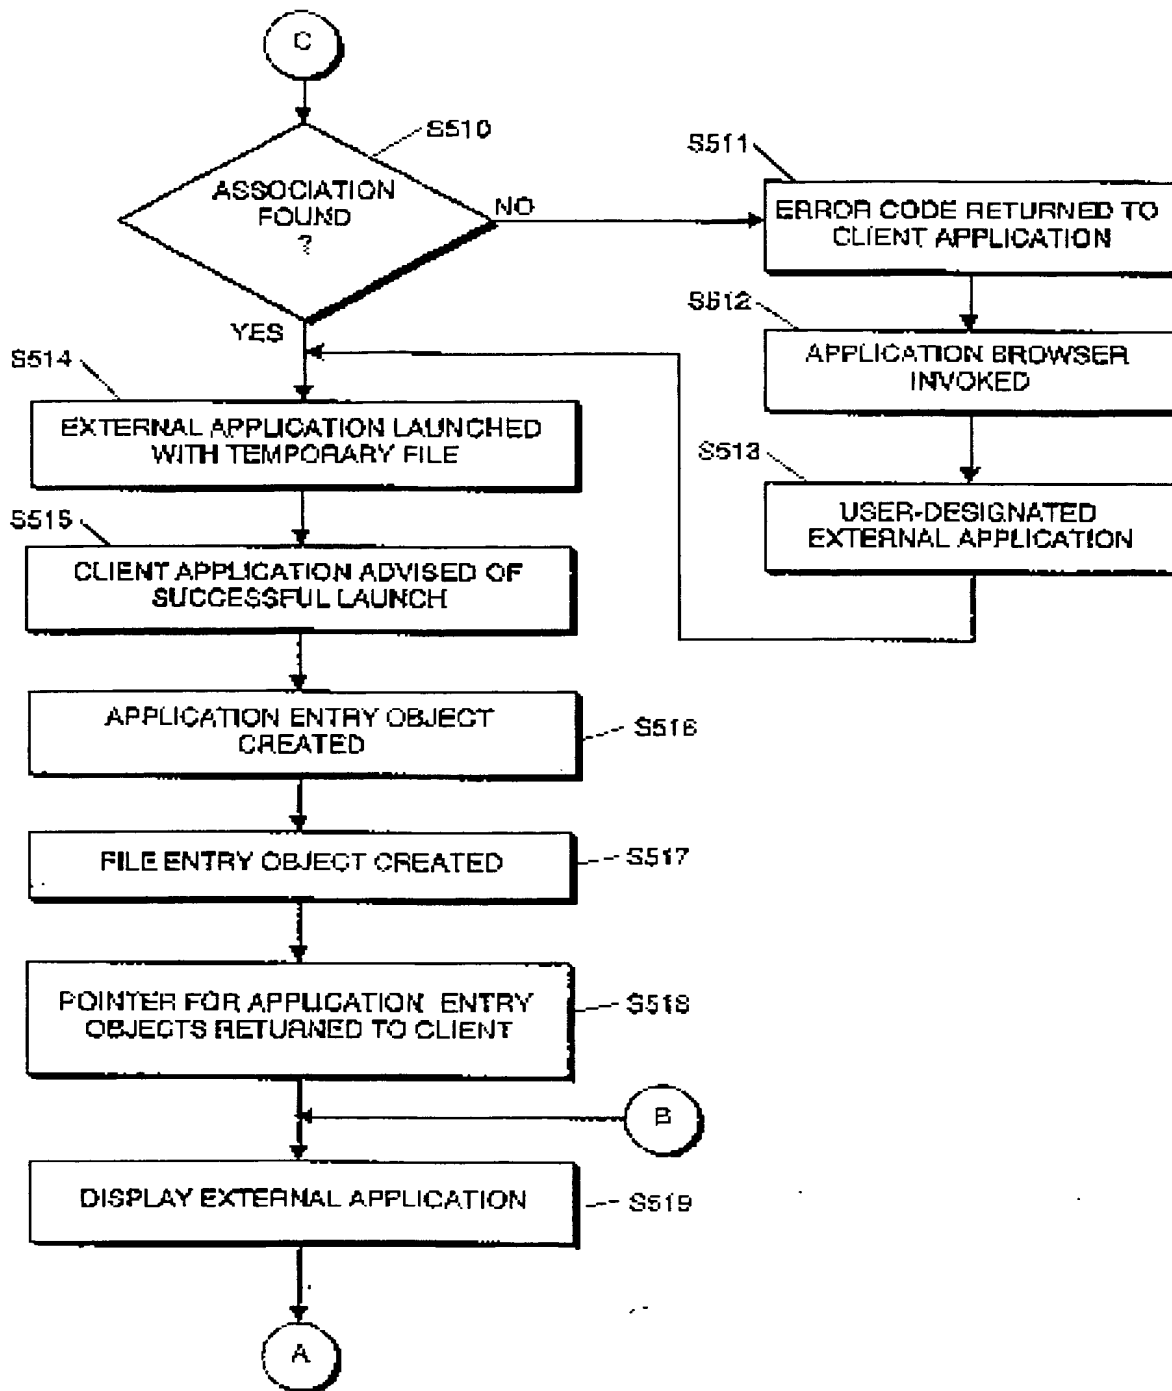 C
S510
ASSOCIATION
FOUND
?
NO
YES
S511
ERROR CODE RETURNED TO
CLIENT APPLICATION
S512
APPLICATION BROWSER
INVOKED
S513
USER-DESIGNATED
EXTERNAL APPLICATION
S514
EXTERNAL APPLICATION LAUNCHED
WITH TEMPORARY FILE
S515
CLIENT APPLICATION ADVISED OF
SUCCESSFUL LAUNCH
APPLICATION ENTRY OBJECT
CREATED
S516
FILE ENTRY OBJECT CREATED
S517
POINTER FOR APPLICATION ENTRY
OBJECTS RETURNED TO CLIENT
S518
B
DISPLAY EXTERNAL APPLICATION
S519
A